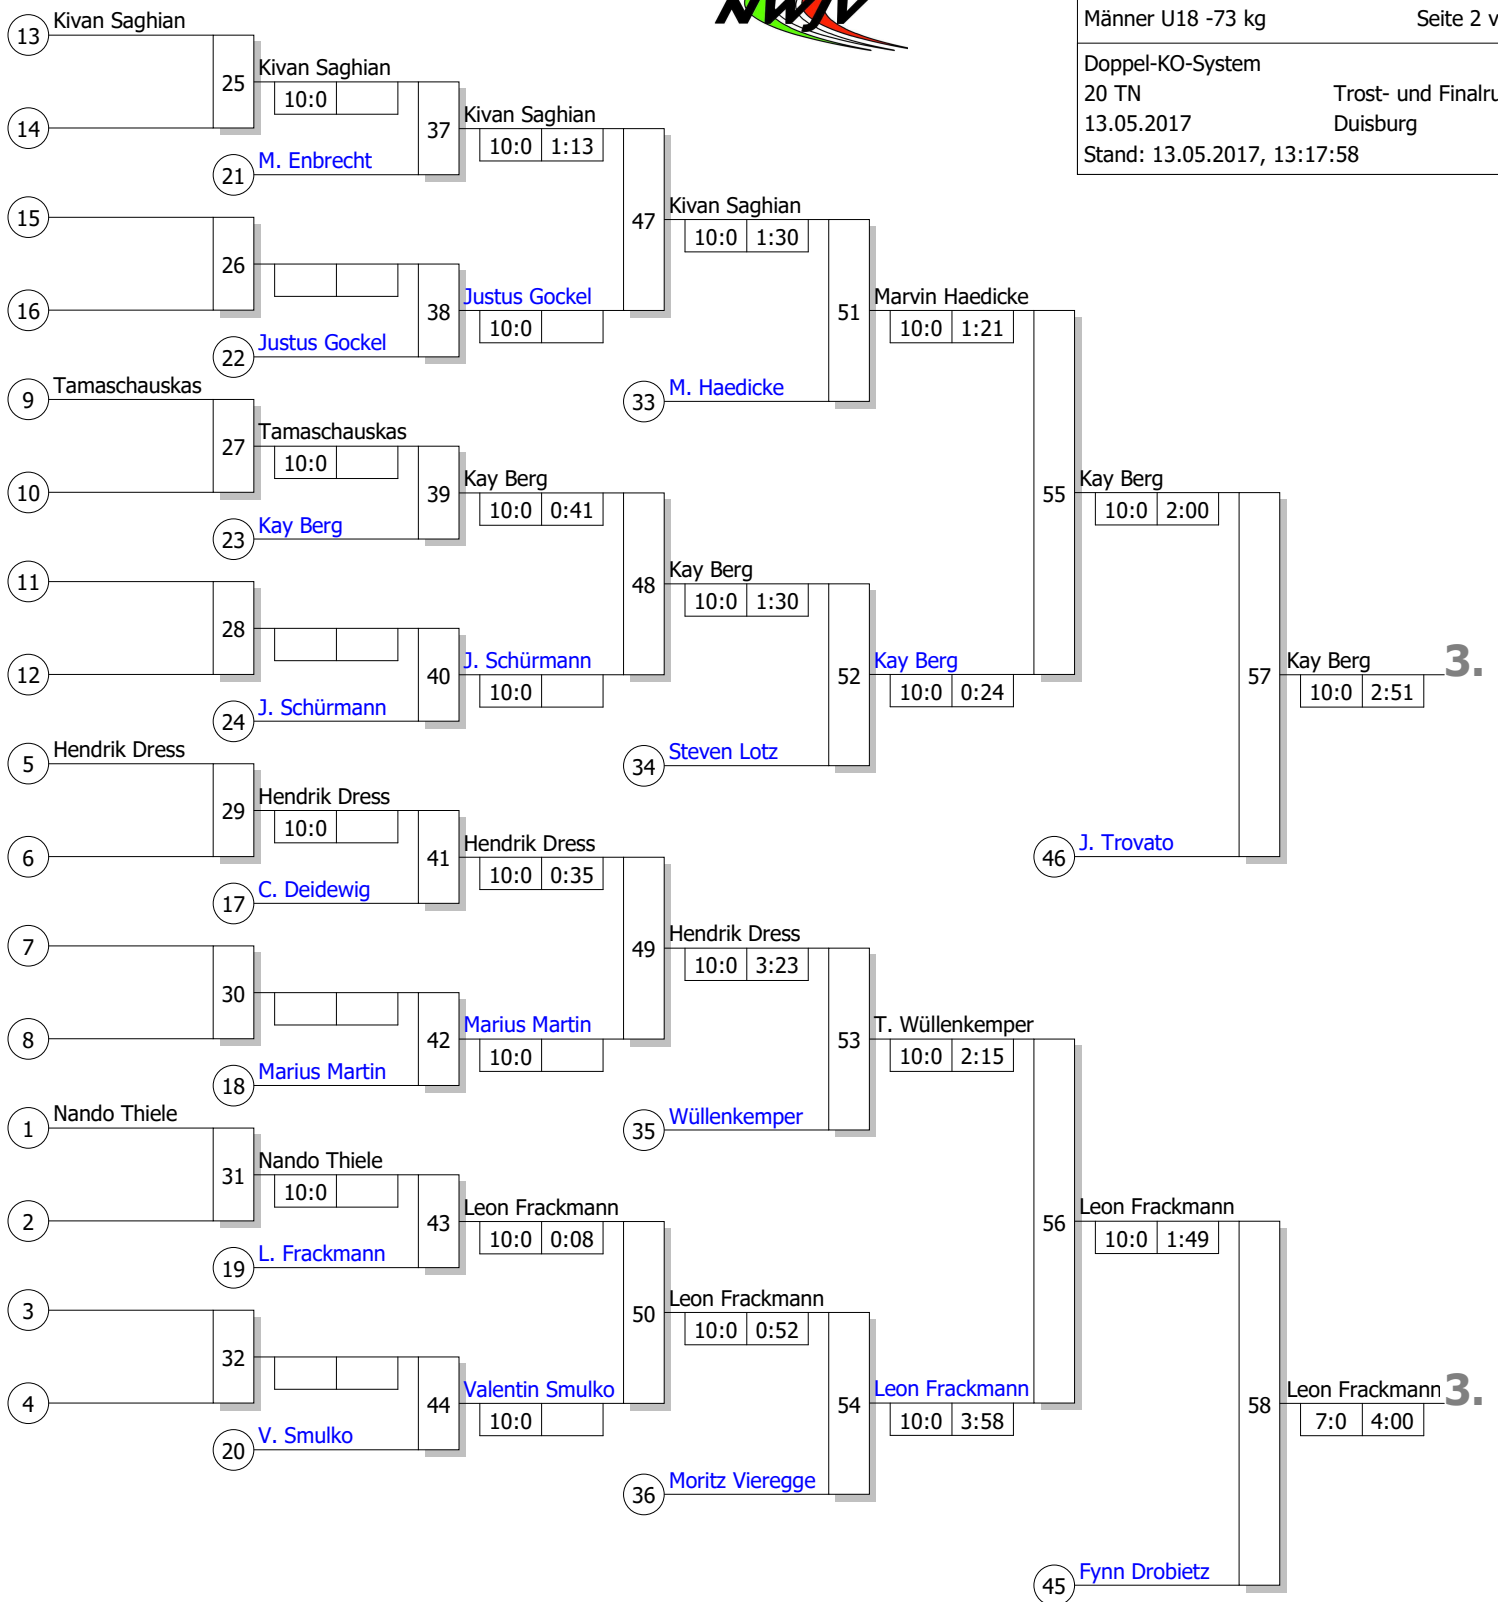 NWJV
Männer U18 -73 kg Seite 2 v
Doppel-KO-System
20 TN Trost- und Finalru
13.05.2017 Duisburg
Stand: 13.05.2017, 13:17:58
13 Kivan Saghian
25 Kivan Saghian
10:0
14
37 Kivan Saghian
10:0 1:13
21 M. Enbrecht
15
47 Kivan Saghian
10:0 1:30
26
16
38 Justus Gockel
10:0
22 Justus Gockel
51 Marvin Haedicke
10:0 1:21
33 M. Haedicke
9 Tamaschauskas
27 Tamaschauskas
10:0
10
39 Kay Berg
10:0 0:41
23 Kay Berg
55 Kay Berg
10:0 2:00
11
48 Kay Berg
10:0 1:30
28
12
40 J. Schürmann
10:0
24 J. Schürmann
52 Kay Berg
10:0 0:24
34 Steven Lotz
57 Kay Berg 3.
10:0 2:51
5 Hendrik Dress
29 Hendrik Dress
10:0
6
41 Hendrik Dress
10:0 0:35
46 J. Trovato
17 C. Deidewig
7
49 Hendrik Dress
10:0 3:23
30
8
42 Marius Martin
10:0
18 Marius Martin
53 T. Wüllenkemper
10:0 2:15
35 Wüllenkemper
1 Nando Thiele
31 Nando Thiele
10:0
2
43 Leon Frackmann
10:0 0:08
19 L. Frackmann
56 Leon Frackmann
10:0 1:49
3
50 Leon Frackmann
10:0 0:52
32
4
44 Valentin Smulko
10:0
20 V. Smulko
54 Leon Frackmann
10:0 3:58
58 Leon Frackmann 3.
7:0 4:00
36 Moritz Vieregge
45 Fynn Drobietz